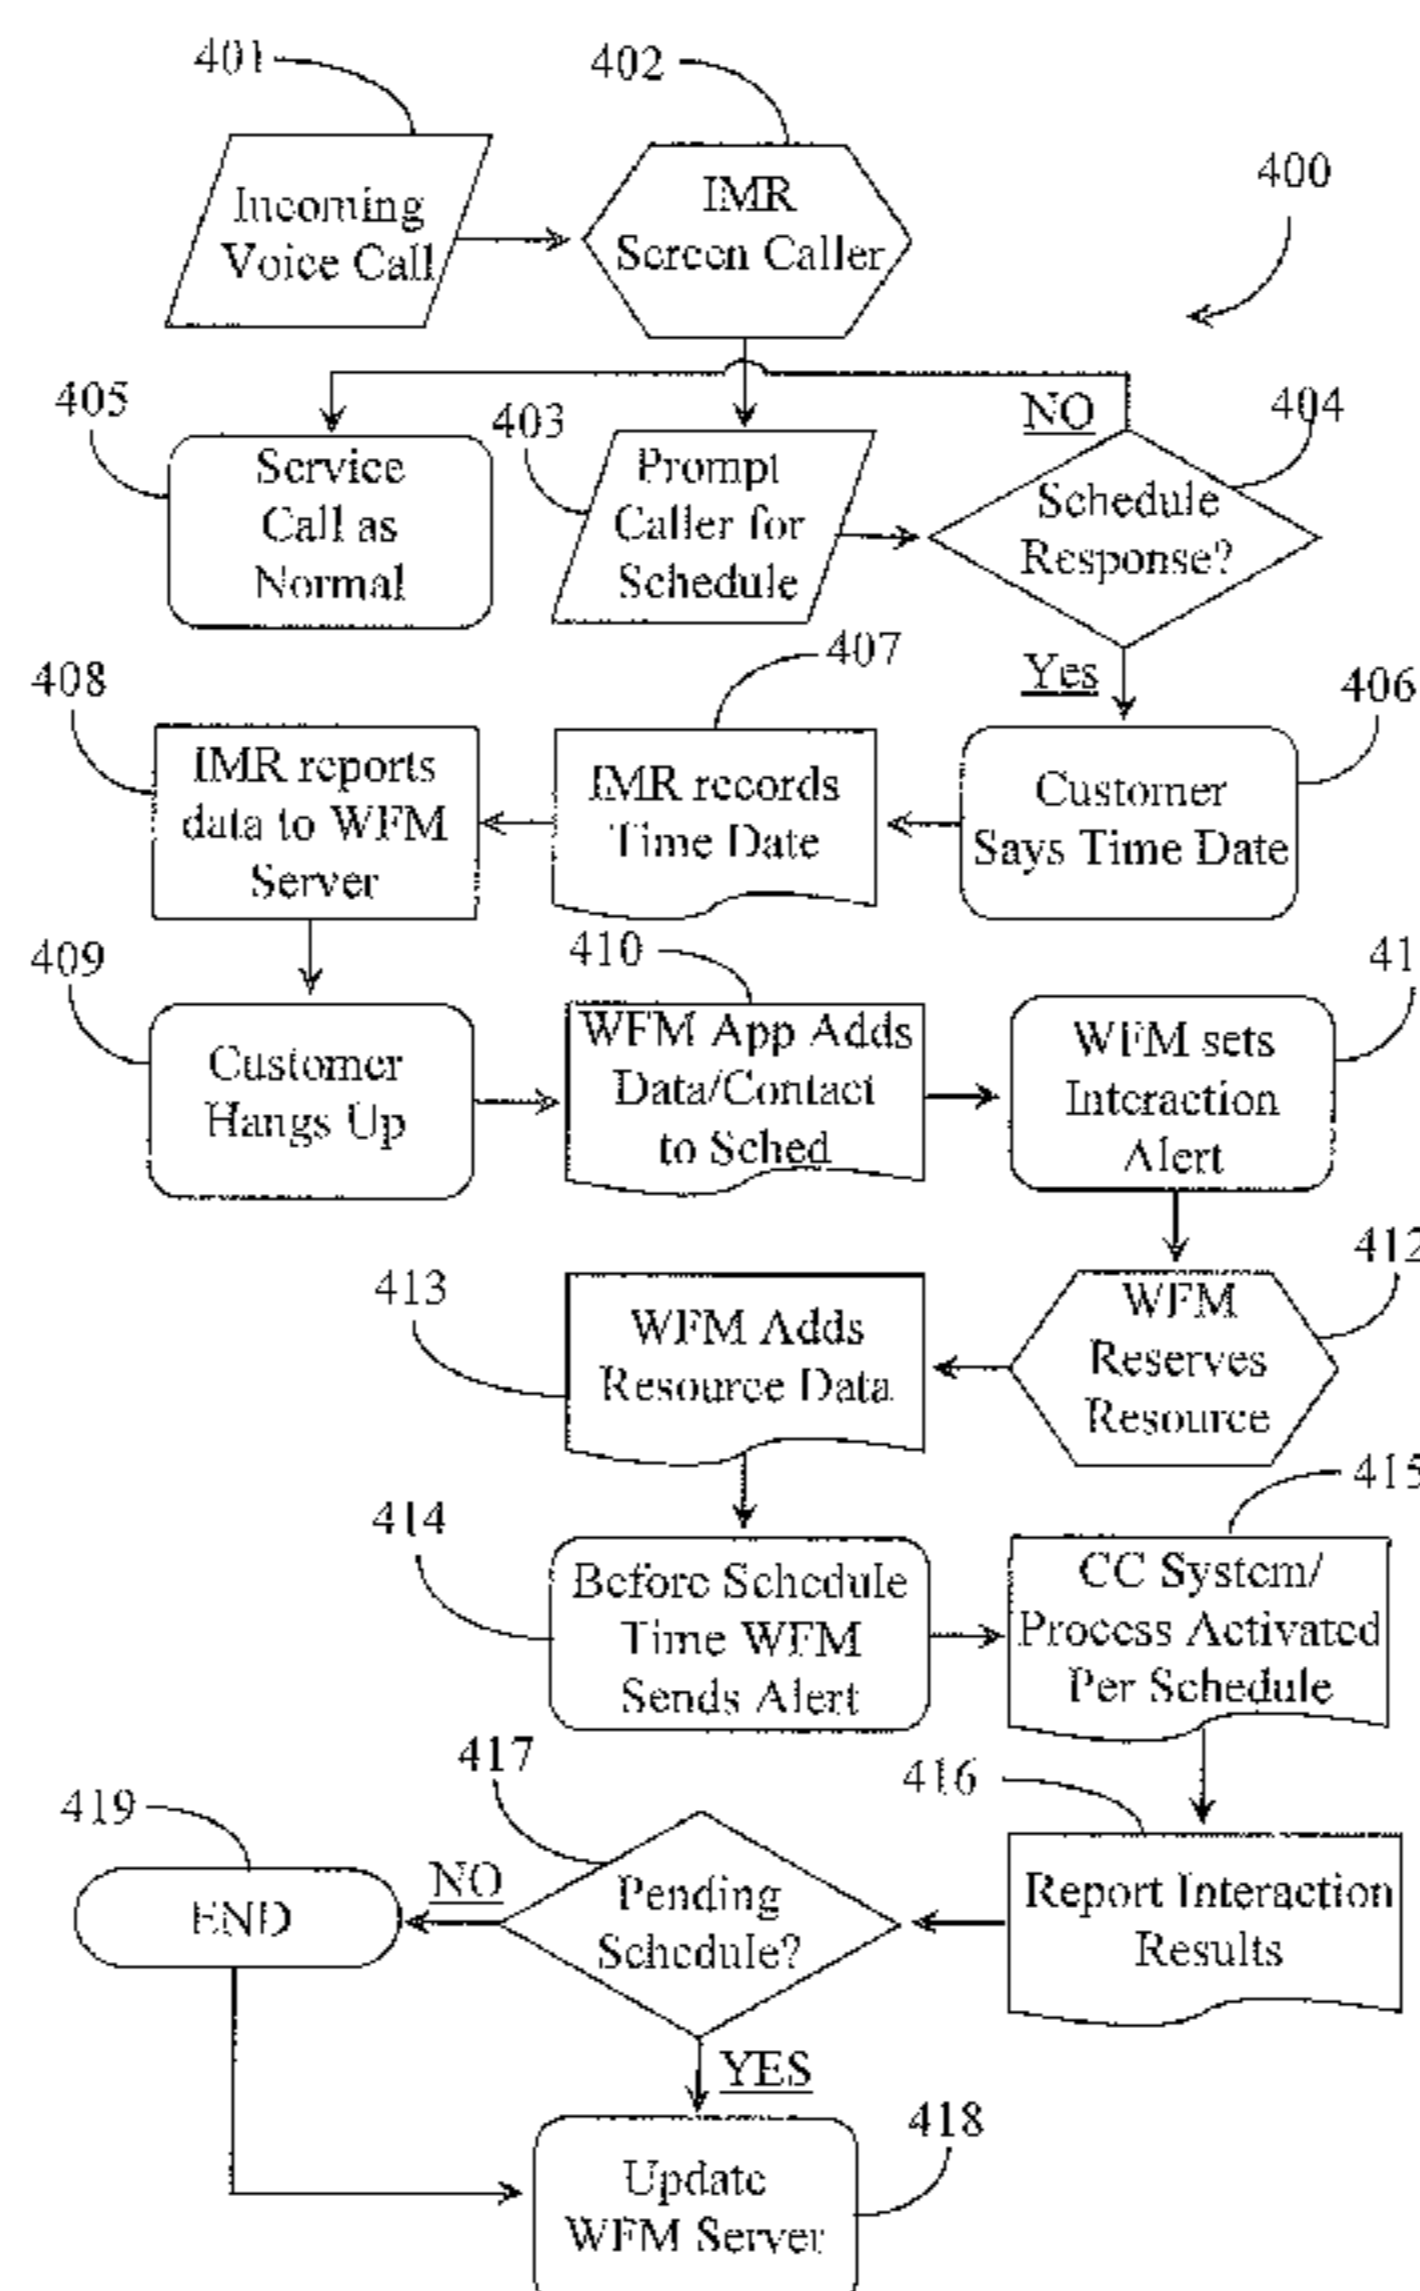 401
402
400
Incoming
Voice Call
IMR
Screen Caller
405
403
NO
404
Service
Call as
Normal
Prompt
Caller for
Schedule
Schedule
Response?
407
Yes
408
406
IMR reports
data to WFM
Server
IMR records
Time Date
Customer
Says Time Date
409
410
41
Customer
Hangs Up
WFM App Adds
Data/Contact
to Sched
WFM sets
Interaction
Alert
412
413
WFM Adds
Resource Data
WFM
Reserves
Resource
415
414
Before Schedule
Time WFM
Sends Alert
CC System/
Process Activated
Per Schedule
417
416
419
NO
END
Pending
Schedule?
Report Interaction
Results
YES
418
Update
WFM Server